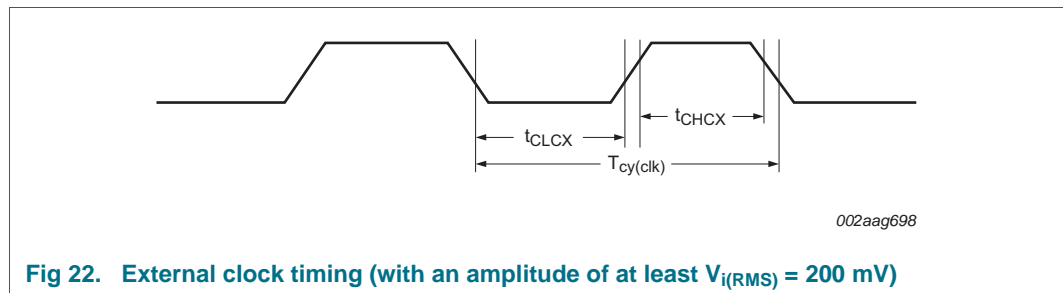 tCHCX
tCLCX
Tcy(clk)
002aag698
Fig 22. External clock timing (with an amplitude of at least Vi(RMS) = 200 mV)